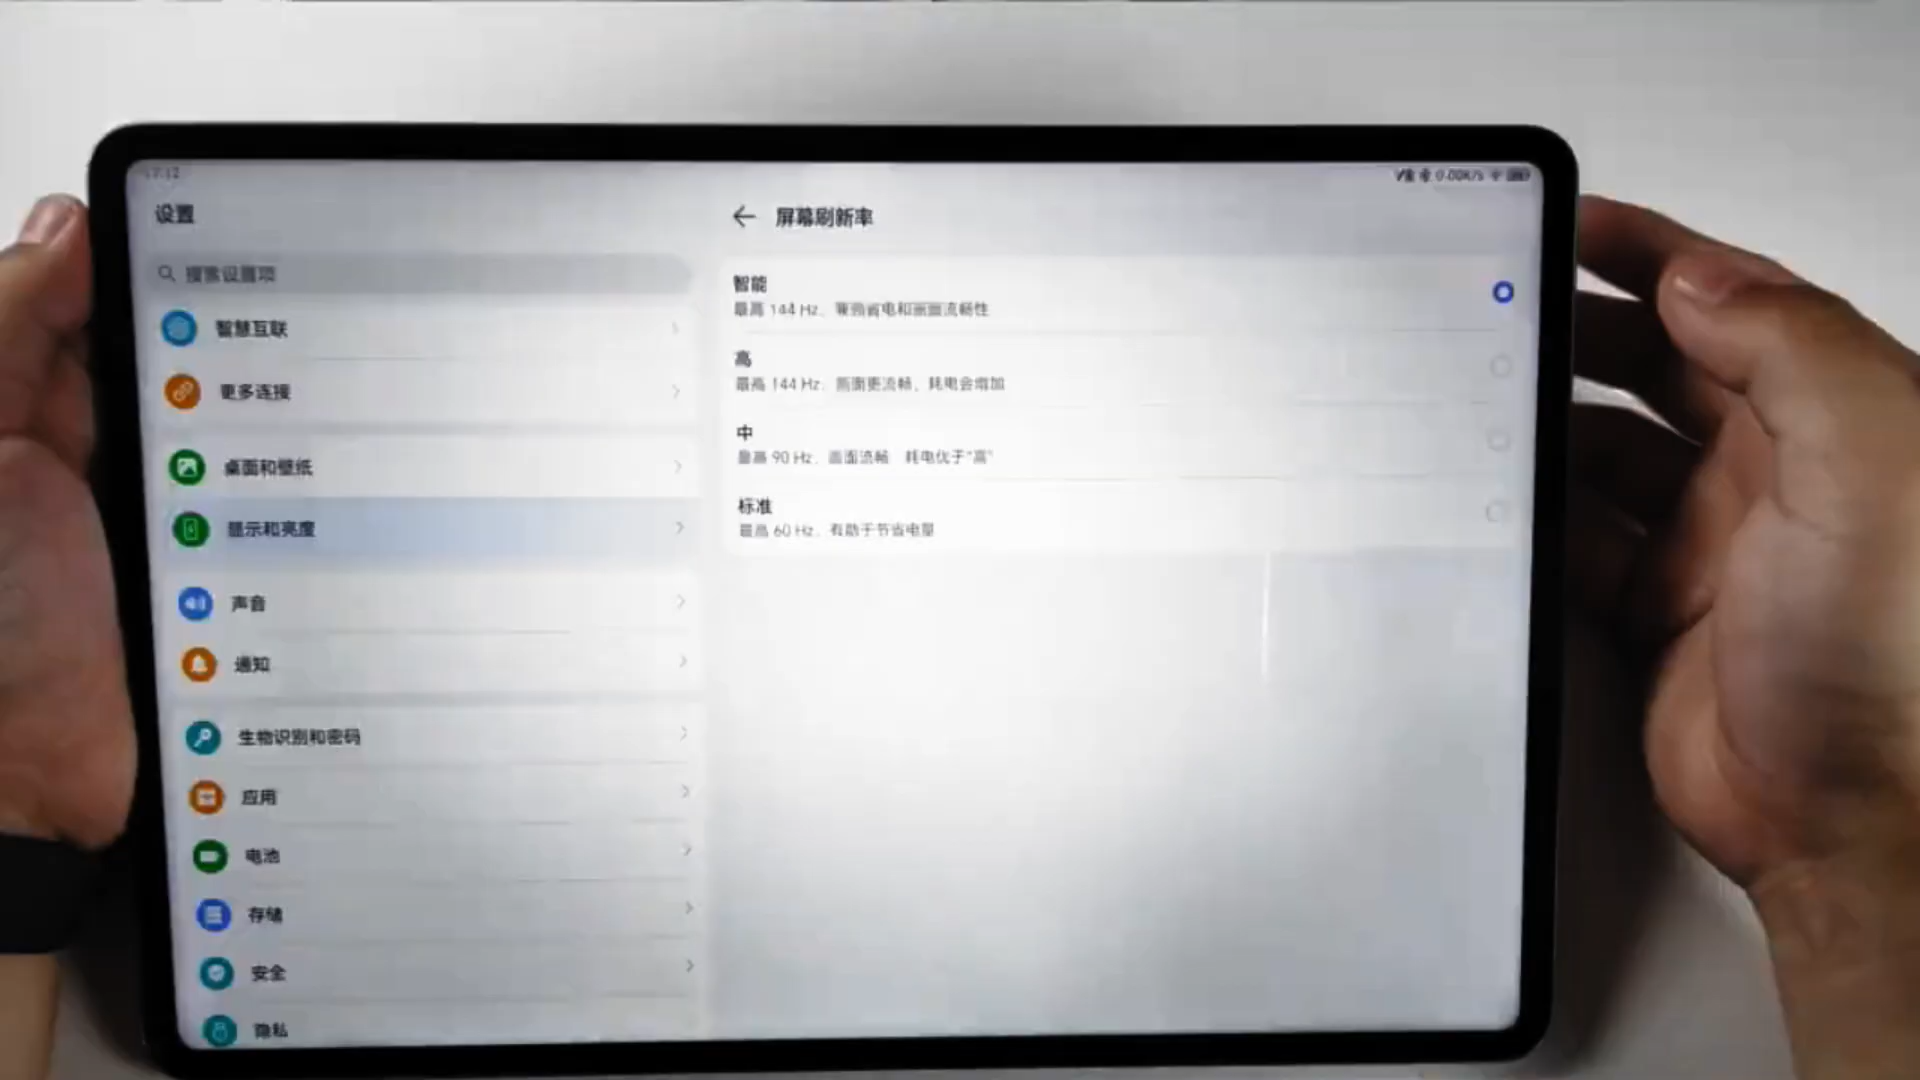 设置
搜索设置项
智慧互联
更多连接
桌面和壁纸
显示和亮度
声音
通知
生物识别和密码
应用
电池
存储
安全
隐私
屏幕刷新率
智能
最高 144 Hz，兼顾省电和画面流畅性
高
最高 144 Hz，画面更流畅，耗电会增加
中
最高 90 Hz，画面流畅，耗电优于“高”
标准
最高 60 Hz，有助于节省电量